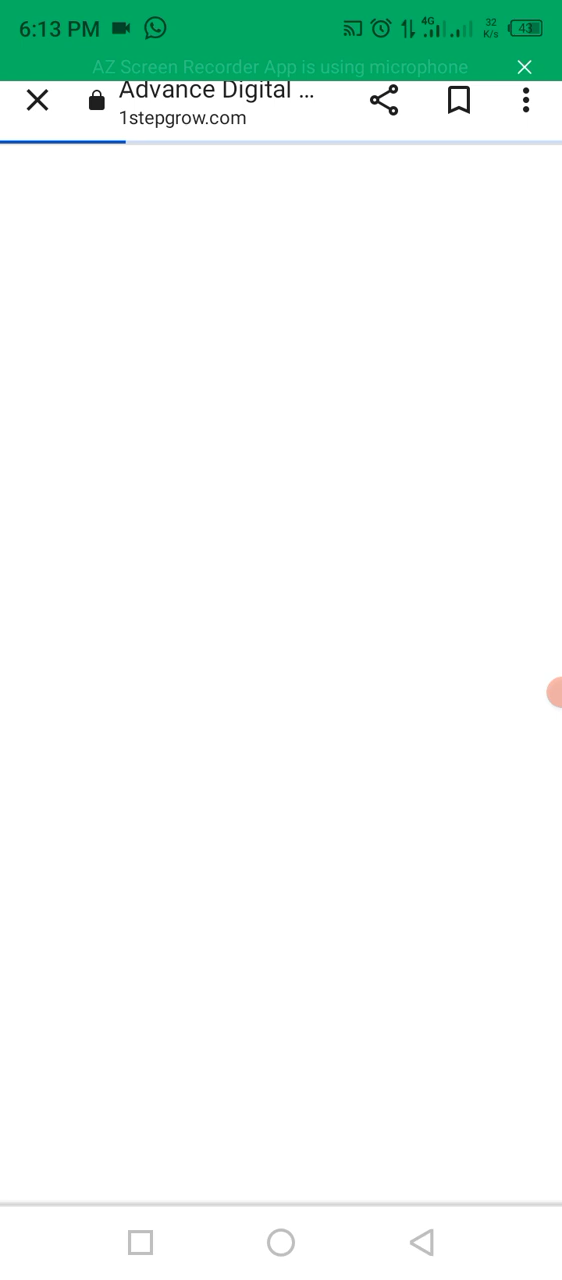 6:13 PM 4G 32 K/s 43
AZ Screen Recorder App is using microphone
Advance Digital ...
1stepgrow.com